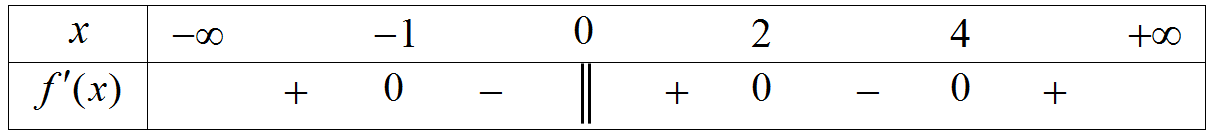 x −∞ −1 0 2 4 +∞
f′(x) + 0 − || + 0 − 0 +